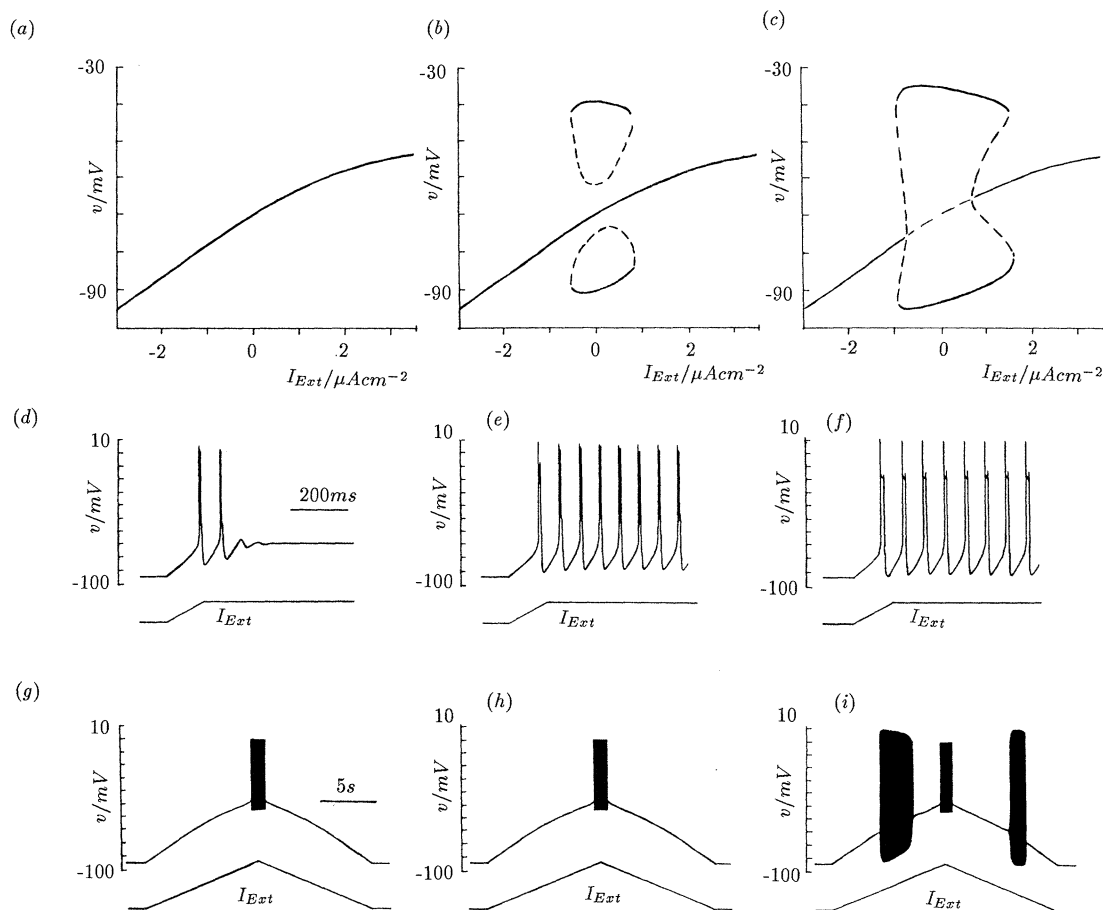 (a) (b) (c)
-30 -30 -30
v/mV v/mV v/mV
-90 -90 -90
-2 0 2 -2 0 2 -2 0 2
I_{Ext}/μAcm^{-2} I_{Ext}/μAcm^{-2} I_{Ext}/μAcm^{-2}
(d) (e) (f)
10 10 10
v/mV v/mV v/mV
200ms
-100 -100 -100
I_{Ext} I_{Ext} I_{Ext}
(g) (h) (i)
10 10 10
v/mV v/mV v/mV
5s
-100 -100 -100
I_{Ext} I_{Ext} I_{Ext}